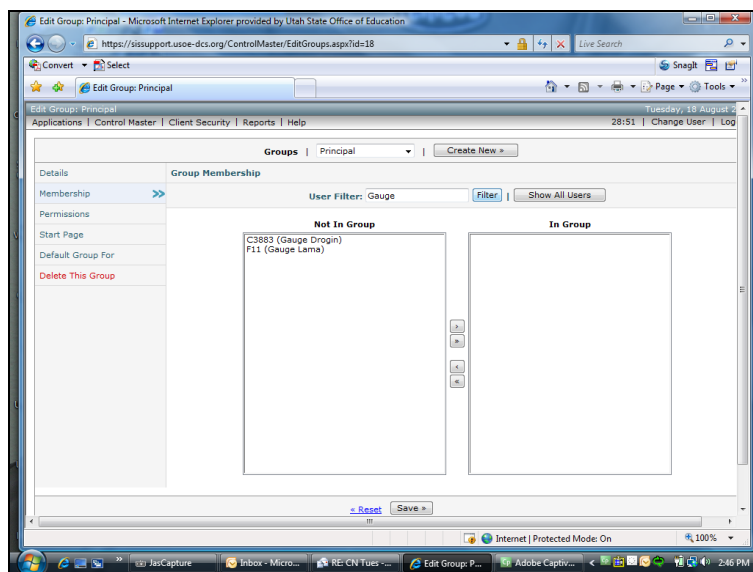 Edit Group: Principal - Microsoft Internet Explorer provided by Utah State Office of Education
https://sissupport.usoe-dcs.org/ControlMaster/EditGroups.aspx?id=18
Live Search
Convert Select
SnagIt
Edit Group: Principal
Page Tools »
Edit Group: Principal Tuesday, 18 August 2
Applications | Control Master | Client Security | Reports | Help 28:51 | Change User | Log
Groups | Principal | Create New »
Details
Group Membership
Membership »
User Filter: Gauge Filter | Show All Users
Permissions
Start Page
Default Group For
Delete This Group
Not In Group In Group
C3883 (Gauge Drogin)
F11 (Gauge Lama)
›
»
‹
«
« Reset Save »
Internet | Protected Mode: On 100%
» JasCapture Inbox - Micro... RE: CN Tues -... Edit Group: P... Adobe Captiv... 2:46 PM